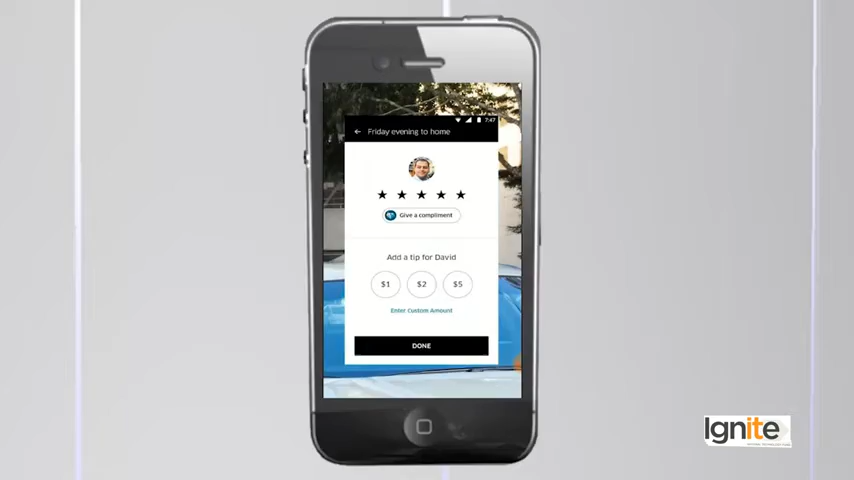 7:47
← Friday evening to home
★ ★ ★ ★ ★
Give a compliment
Add a tip for David
$1 $2 $5
Enter Custom Amount
DONE
Ignite